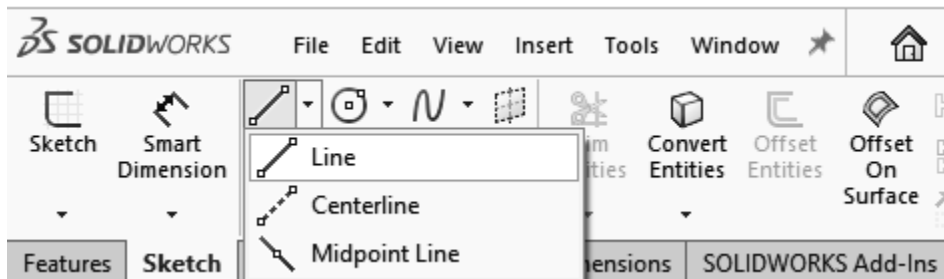 SOLIDWORKS File Edit View Insert Tools Window
Sketch Smart Dimension Convert Entities Offset Entities Offset On Surface
Line
Centerline
Midpoint Line
Features Sketch SOLIDWORKS Add-Ins